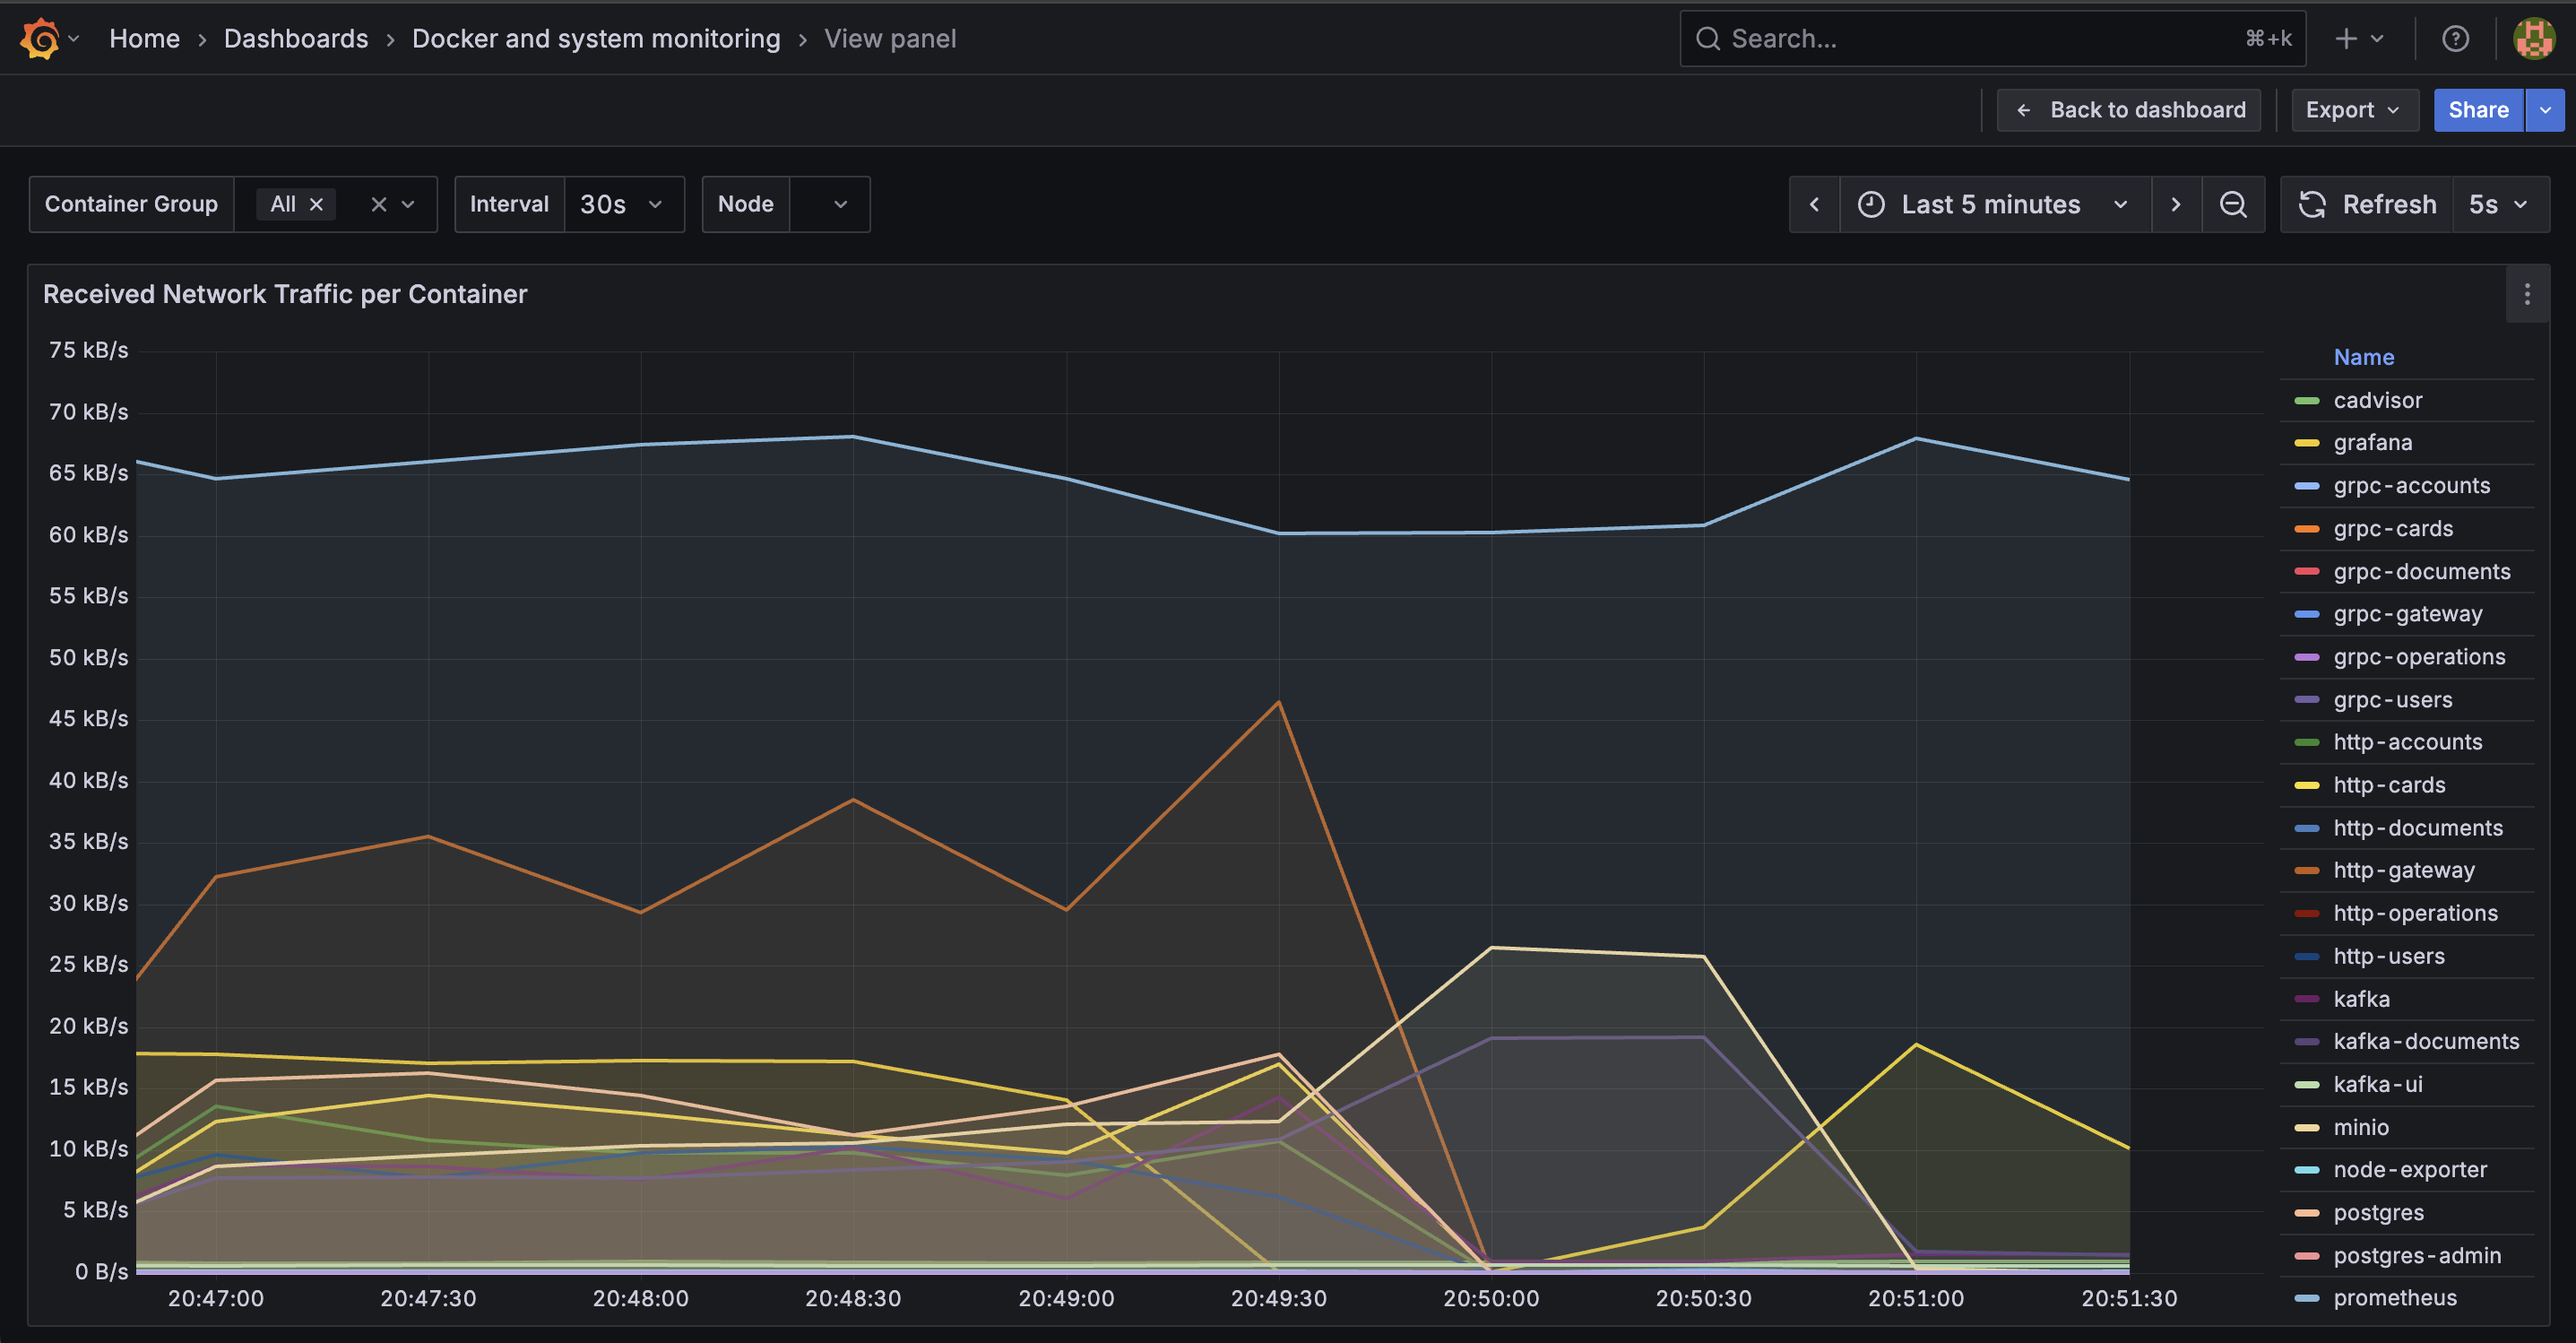 Home › Dashboards › Docker and system monitoring › View panel
Search... ⌘+k
Back to dashboard
Export
Share
Container Group All
Interval 30s
Node
Last 5 minutes
Refresh 5s
Received Network Traffic per Container
75 kB/s
70 kB/s
65 kB/s
60 kB/s
55 kB/s
50 kB/s
45 kB/s
40 kB/s
35 kB/s
30 kB/s
25 kB/s
20 kB/s
15 kB/s
10 kB/s
5 kB/s
0 B/s
20:47:00
20:47:30
20:48:00
20:48:30
20:49:00
20:49:30
20:50:00
20:50:30
20:51:00
20:51:30
Name
cadvisor
grafana
grpc-accounts
grpc-cards
grpc-documents
grpc-gateway
grpc-operations
grpc-users
http-accounts
http-cards
http-documents
http-gateway
http-operations
http-users
kafka
kafka-documents
kafka-ui
minio
node-exporter
postgres
postgres-admin
prometheus